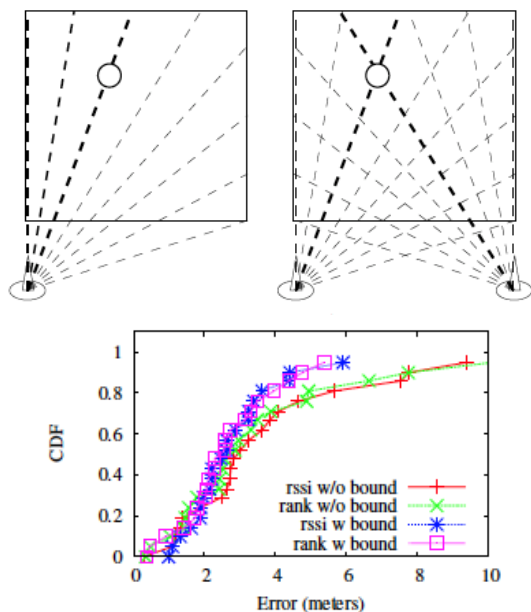 1
0.8
0.6
0.4
0.2
0
CDF
rssi w/o bound
rank w/o bound
rssi w bound
rank w bound
0 2 4 6 8 10
Error (meters)